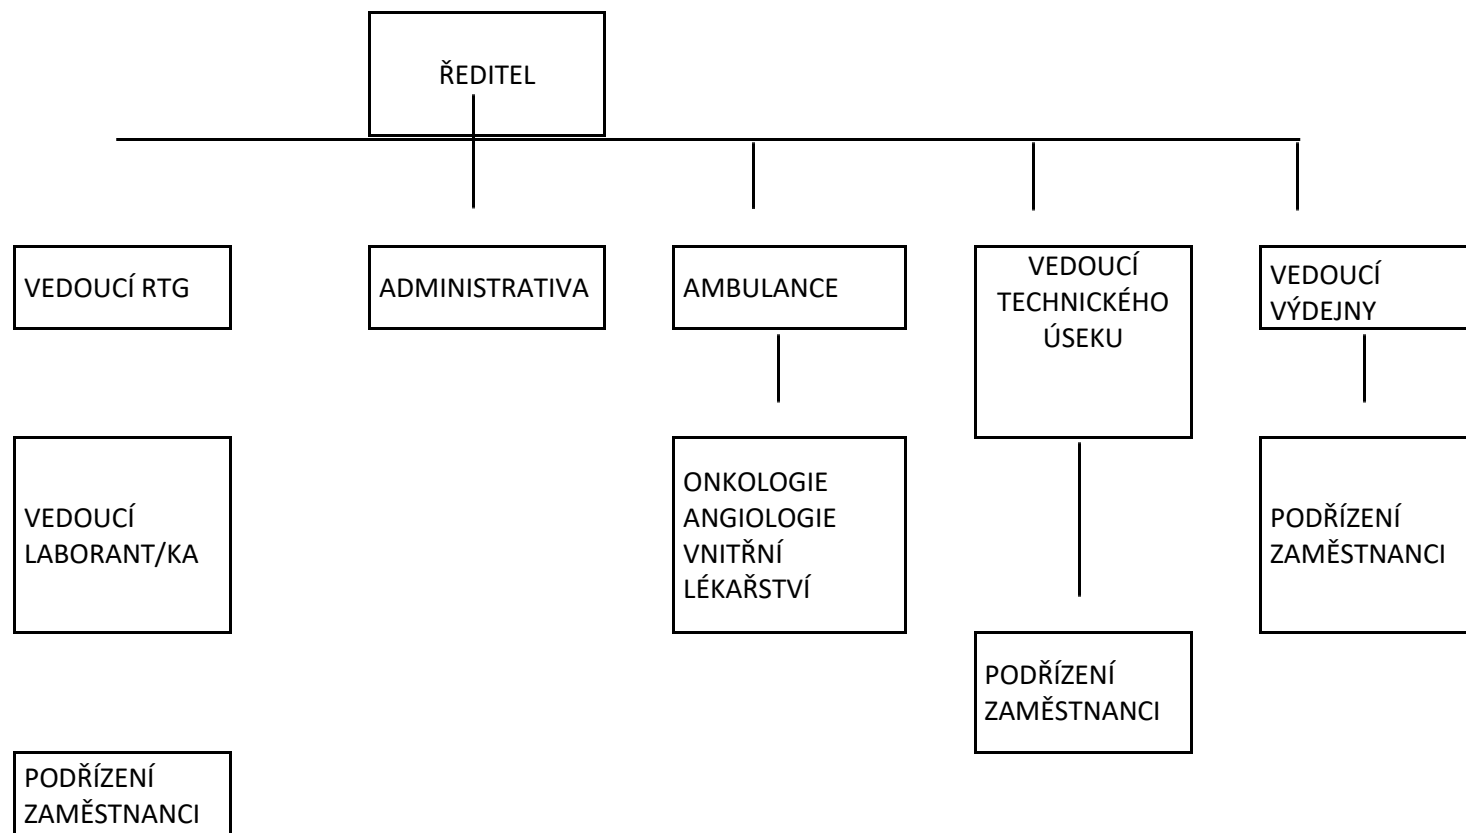 ŘEDITEL
VEDOUCÍ RTG
ADMINISTRATIVA
AMBULANCE
VEDOUCÍ
TECHNICKÉHO
ÚSEKU
VEDOUCÍ
VÝDEJNY
VEDOUCÍ
LABORANT/KA
ONKOLOGIE
ANGIOLOGIE
VNITŘNÍ
LÉKAŘSTVÍ
PODŘÍZENÍ
ZAMĚSTNANCI
PODŘÍZENÍ
ZAMĚSTNANCI
PODŘÍZENÍ
ZAMĚSTNANCI